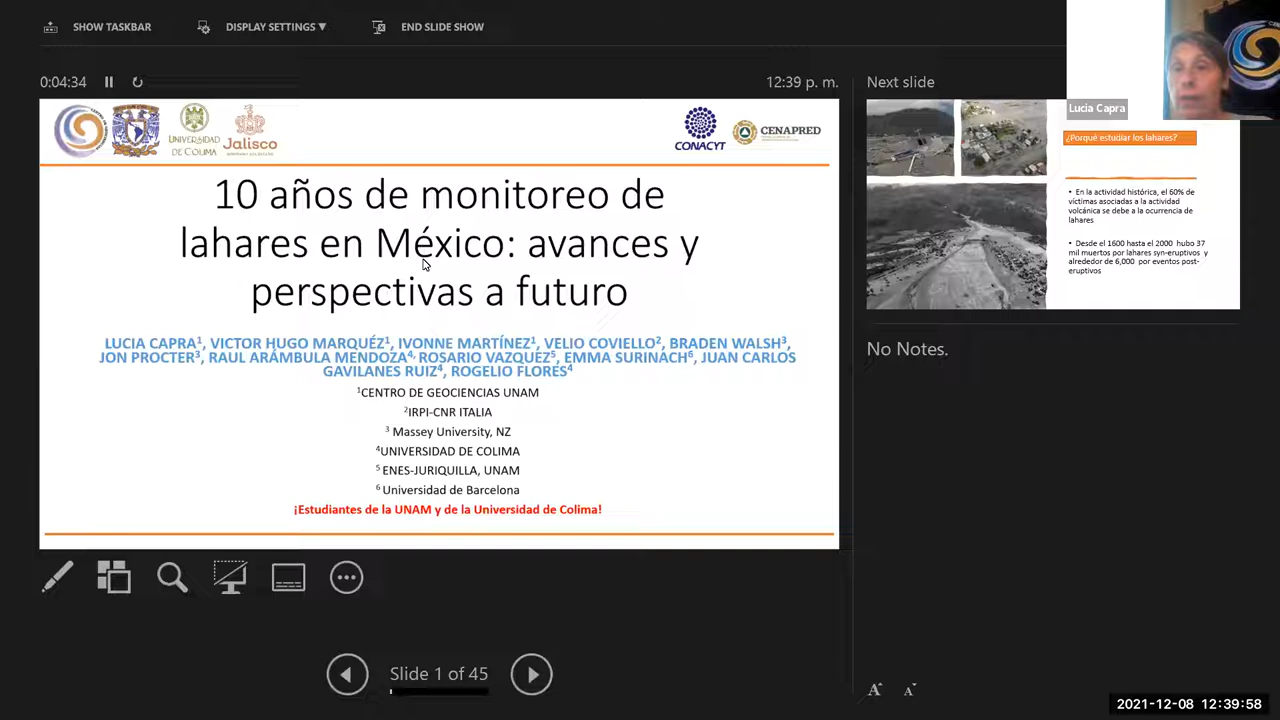 SHOW TASKBAR
DISPLAY SETTINGS ▼
END SLIDE SHOW
0:04:34
12:39 p. m.
Next slide
Lucia Capra
UNIVERSIDAD
DE COLIMA
Jalisco
CONACYT
CENAPRED
10 años de monitoreo de
lahares en México: avances y
perspectivas a futuro
LUCIA CAPRA¹, VICTOR HUGO MARQUÉZ¹, IVONNE MARTÍNEZ¹, VELIO COVIELLO², BRADEN WALSH³,
JON PROCTER³, RAUL ARÁMBULA MENDOZA⁴, ROSARIO VAZQUEZ⁵, EMMA SURINACH⁶, JUAN CARLOS
GAVILANES RUIZ⁴, ROGELIO FLORES⁴
¹CENTRO DE GEOCIENCIAS UNAM
²IRPI-CNR ITALIA
³ Massey University, NZ
⁴UNIVERSIDAD DE COLIMA
⁵ ENES-JURIQUILLA, UNAM
⁶ Universidad de Barcelona
¡Estudiantes de la UNAM y de la Universidad de Colima!
¿Porqué estudiar los lahares?
• En la actividad histórica, el 60% de
víctimas asociadas a la actividad
volcánica se debe a la ocurrencia de
lahares
• Desde el 1600 hasta el 2000 hubo 37
mil muertos por lahares syn-eruptivos y
alrededor de 6,000 por eventos post-
eruptivos
No Notes.
Slide 1 of 45
A A
2021-12-08 12:39:58